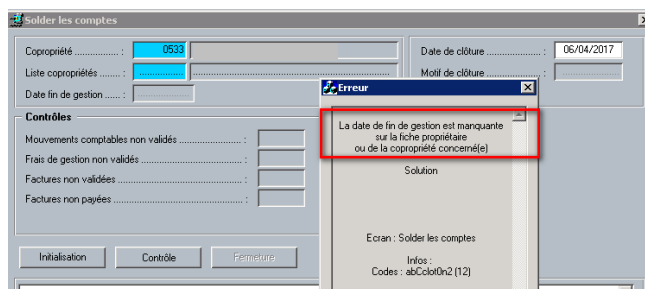 Solder les comptes
Copropriété ................ : 0533
Date de clôture .................... : 06/04/2017
Liste copropriétés ....... :
Motif de clôture .................... :
Date fin de gestion ...... :
Erreur
La date de fin de gestion est manquante
sur la fiche propriétaire
ou de la copropriété concerné(e)
Solution
Ecran : Solder les comptes
Infos :
Codes : abCclot0n2 (12)
Contrôles
Mouvements comptables non validés ....................... :
Frais de gestion non validés .................................... :
Factures non validées ............................................ :
Factures non payées .............................................. :
Initialisation
Contrôle
Fermeture